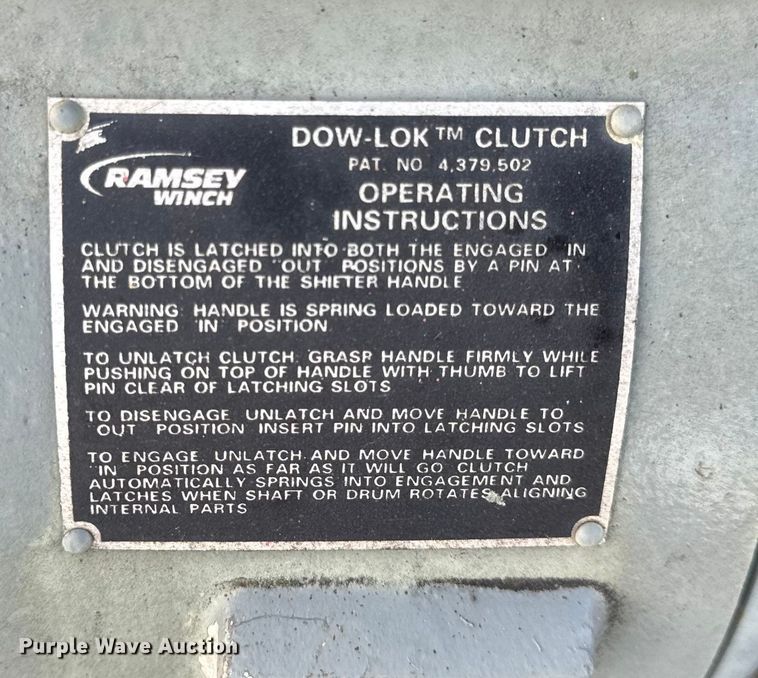 DOW-LOK™ CLUTCH
PAT. NO 4,379,502
RAMSEY
WINCH
OPERATING
INSTRUCTIONS
CLUTCH IS LATCHED INTO BOTH THE ENGAGED "IN
AND DISENGAGED "OUT" POSITIONS BY A PIN AT
THE BOTTOM OF THE SHIFTER HANDLE
WARNING: HANDLE IS SPRING LOADED TOWARD THE
ENGAGED "IN" POSITION
TO UNLATCH CLUTCH: GRASP HANDLE FIRMLY WHILE
PUSHING ON TOP OF HANDLE WITH THUMB TO LIFT
PIN CLEAR OF LATCHING SLOTS
TO DISENGAGE, UNLATCH AND MOVE HANDLE TO
"OUT" POSITION INSERT PIN INTO LATCHING SLOTS
TO ENGAGE, UNLATCH AND MOVE HANDLE TOWARD
"IN" POSITION AS FAR AS IT WILL GO CLUTCH
AUTOMATICALLY SPRINGS INTO ENGAGEMENT AND
LATCHES WHEN SHAFT OR DRUM ROTATES, ALIGNING
INTERNAL PARTS
Purple Wave Auction